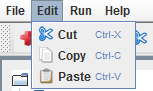 File Edit Run Help
Cut Ctrl-X
Copy Ctrl-C
Paste Ctrl-V